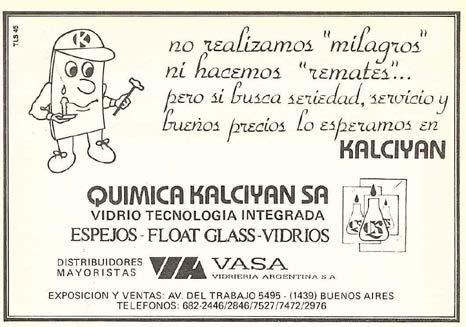 TLS 45
K
no realizamos "milagros"
ni hacemos "remates"...
pero si busca seriedad, servicio y
buenos precios lo esperamos en
KALCIYAN
QUIMICA KALCIYAN SA
VIDRIO TECNOLOGIA INTEGRADA
ESPEJOS - FLOAT GLASS - VIDRIOS
DISTRIBUIDORES
MAYORISTAS
VASA
VIDRIERIA ARGENTINA S.A
EXPOSICION Y VENTAS: AV. DEL TRABAJO 5495 - (1439) BUENOS AIRES
TELEFONOS: 682-2446/2846/7527/7472/2976